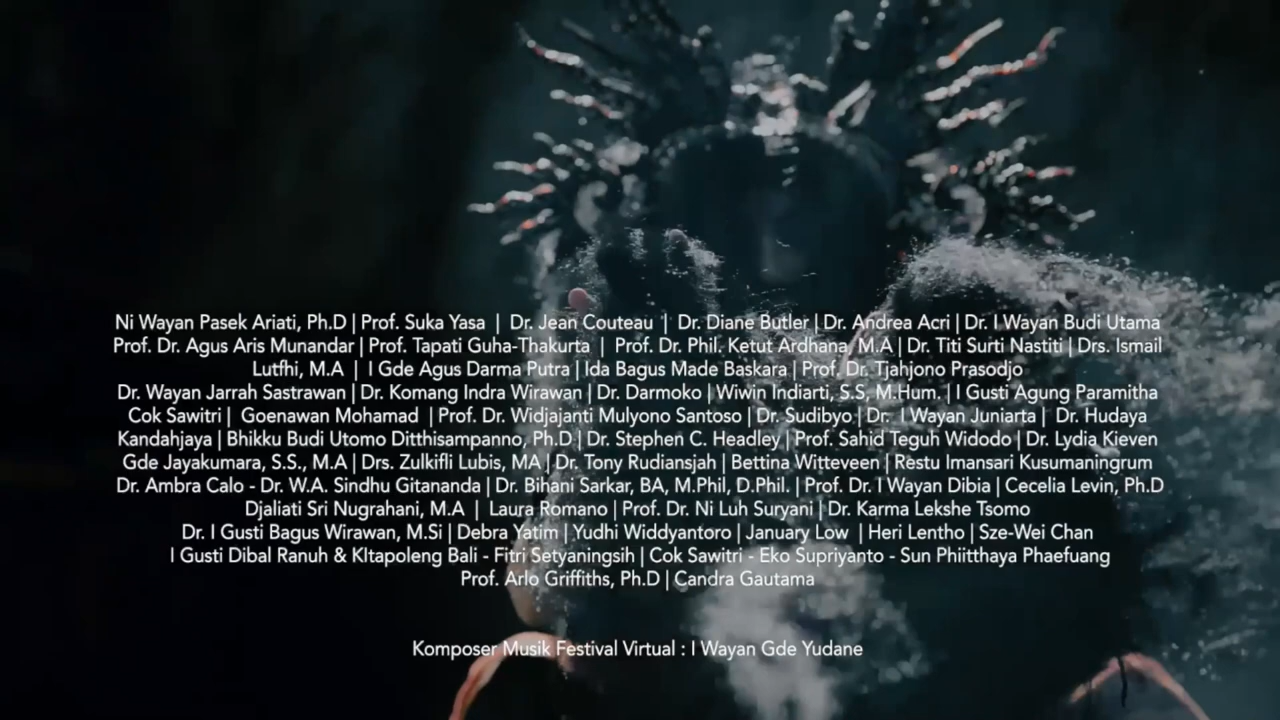 Ni Wayan Pasek Ariati, Ph.D | Prof. Suka Yasa | Dr. Jean Couteau | Dr. Diane Butler | Dr. Andrea Acri | Dr. I Wayan Budi Utama
Prof. Dr. Agus Aris Munandar | Prof. Tapati Guha-Thakurta | Prof. Dr. Phil. Ketut Ardhana, M.A | Dr. Titi Surti Nastiti | Drs. Ismail
Lutfhi, M.A | I Gde Agus Darma Putra | Ida Bagus Made Baskara | Prof. Dr. Tjahjono Prasodjo
Dr. Wayan Jarrah Sastrawan | Dr. Komang Indra Wirawan | Dr. Darmoko | Wiwin Indiarti, S.S, M.Hum. | I Gusti Agung Paramitha
Cok Sawitri | Goenawan Mohamad | Prof. Dr. Widjajanti Mulyono Santoso | Dr. Sudibyo | Dr. I Wayan Juniarta | Dr. Hudaya
Kandahjaya | Bhikku Budi Utomo Ditthisampanno, Ph.D | Dr. Stephen C. Headley | Prof. Sahid Teguh Widodo | Dr. Lydia Kieven
Gde Jayakumara, S.S., M.A | Drs. Zulkifli Lubis, MA | Dr. Tony Rudiansjah | Bettina Witteveen | Restu Imansari Kusumaningrum
Dr. Ambra Calo - Dr. W.A. Sindhu Gitananda | Dr. Bihani Sarkar, BA, M.Phil, D.Phil. | Prof. Dr. I Wayan Dibia | Cecelia Levin, Ph.D
Djaliati Sri Nugrahani, M.A | Laura Romano | Prof. Dr. Ni Luh Suryani | Dr. Karma Lekshe Tsomo
Dr. I Gusti Bagus Wirawan, M.Si | Debra Yatim | Yudhi Widdyantoro | January Low | Heri Lentho | Sze-Wei Chan
I Gusti Dibal Ranuh & KItapoleng Bali - Fitri Setyaningsih | Cok Sawitri - Eko Supriyanto - Sun Phiitthaya Phaefuang
Prof. Arlo Griffiths, Ph.D | Candra Gautama
Komposer Musik Festival Virtual : I Wayan Gde Yudane